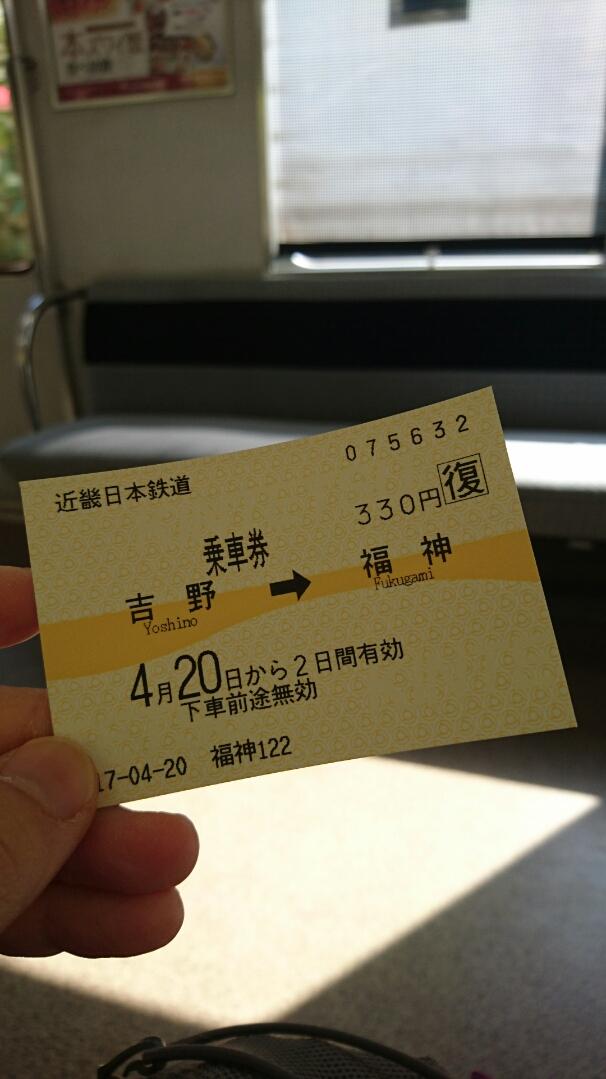 075632
近畿日本鉄道
330円 復
乗車券
吉野 → 福神
Yoshino Fukugami
4月20日から2日間有効
下車前途無効
17-04-20 福神122